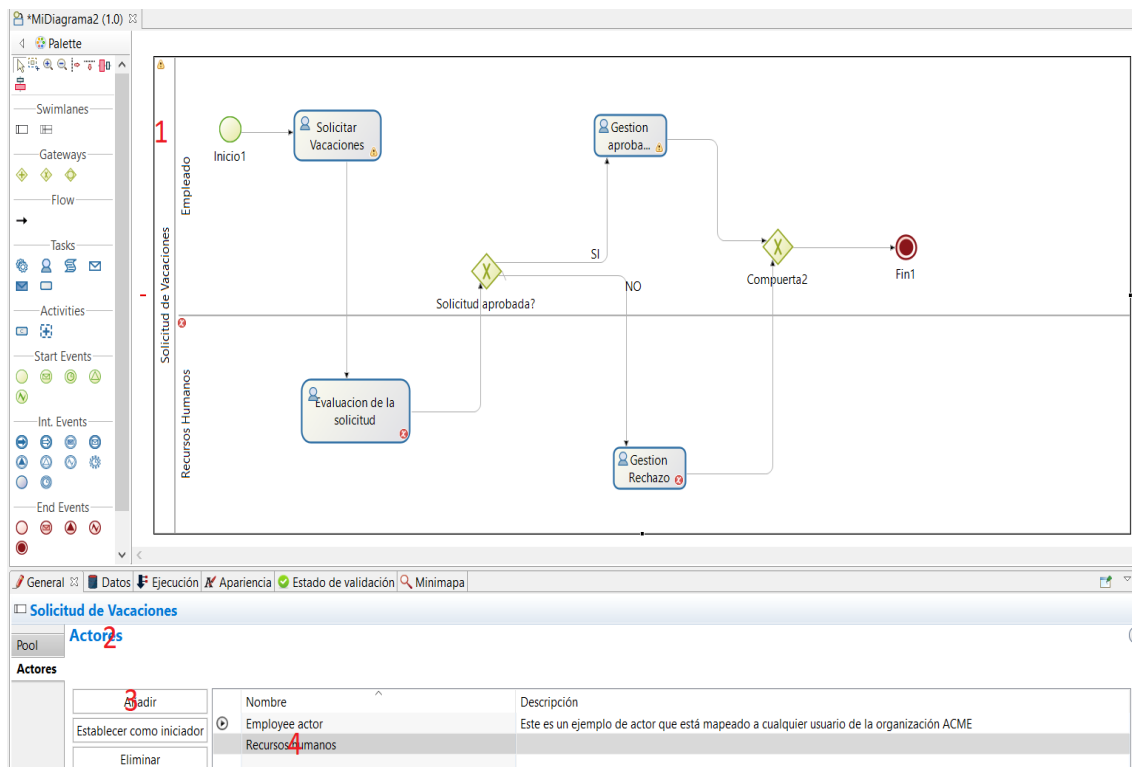 *MiDiagrama2 (1.0)
Palette
Swimlanes
Gateways
Flow
Tasks
Activities
Start Events
Int. Events
End Events
1
Solicitud de Vacaciones
Empleado
Recursos Humanos
Inicio1
Solicitar
Vacaciones
Gestion
aproba...
SI
NO
Solicitud aprobada?
Compuerta2
Fin1
Evaluacion de la
solicitud
Gestion
Rechazo
General
Datos
Ejecución
Apariencia
Estado de validación
Minimapa
Solicitud de Vacaciones
Pool
Actores
Actores
2
3
Añadir
Establecer como iniciador
Eliminar
Nombre
Descripción
Employee actor
Este es un ejemplo de actor que está mapeado a cualquier usuario de la organización ACME
Recursos humanos
4